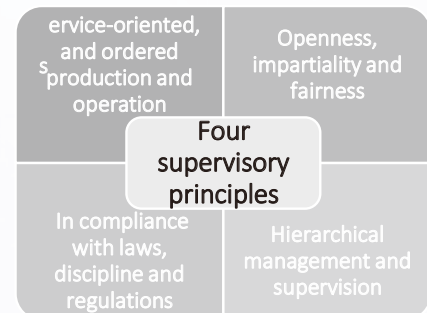 ervice-oriented,
and ordered
s production and
operation
Openness,
impartiality and
fairness
Four
supervisory
principles
In compliance
with laws,
discipline and
regulations
Hierarchical
management and
supervision